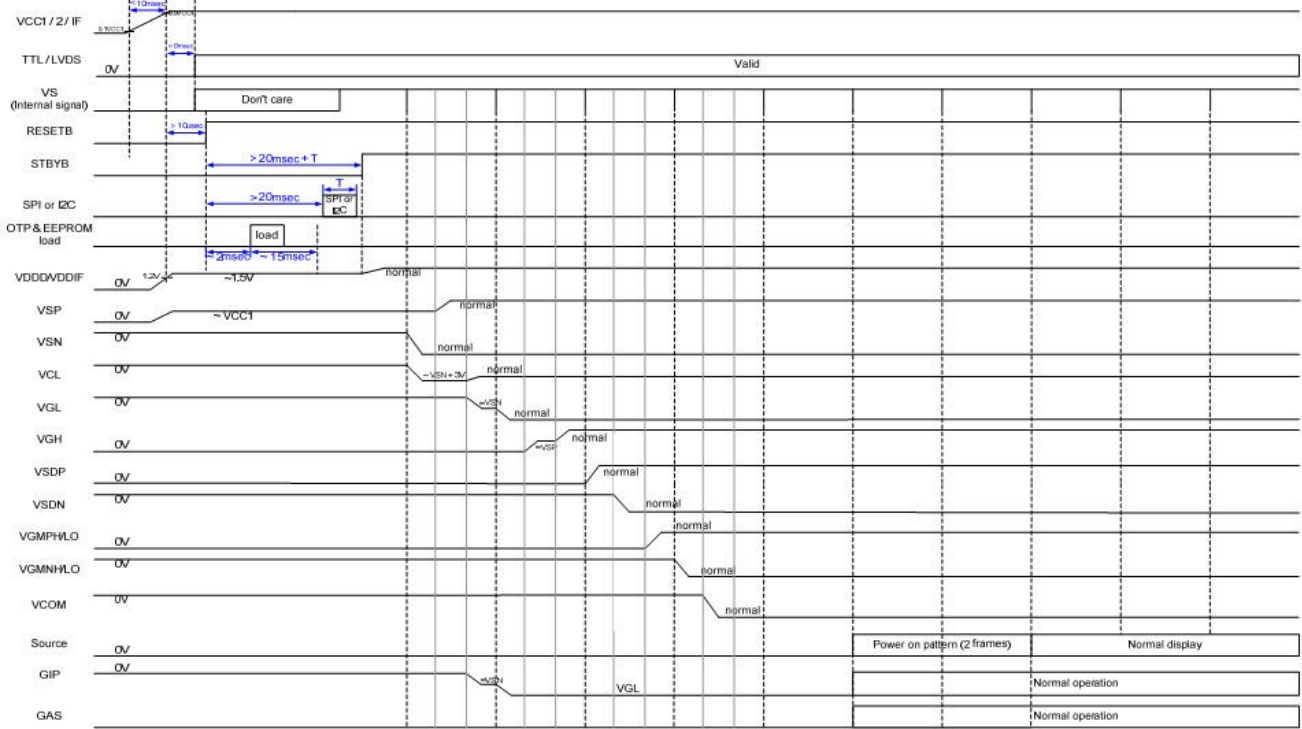 <10msec
VCC1 / 2 / IF
0.1VCC1
TTL / LVDS
0V
>0msec
Valid
VS
(Internal signal)
Don't care
RESETB
> 10usec
STBYB
> 20msec + T
SPI or I2C
>20msec
T
SPI or
I2C
OTP & EEPROM
load
load
~ 2msec
~ 15msec
VDDD/VDDIF
0V
1.2V
~1.5V
normal
VSP
0V
~ VCC1
normal
VSN
0V
normal
VCL
0V
~ VSN + 3V
normal
VGL
0V
=VSN
normal
VGH
0V
=VSP
normal
VSDP
0V
normal
VSDN
0V
normal
VGMPH/LO
0V
normal
VGMNH/LO
0V
normal
VCOM
0V
normal
Source
0V
Power on pattern (2 frames)
Normal display
GIP
0V
=VSN
VGL
Normal operation
GAS
Normal operation